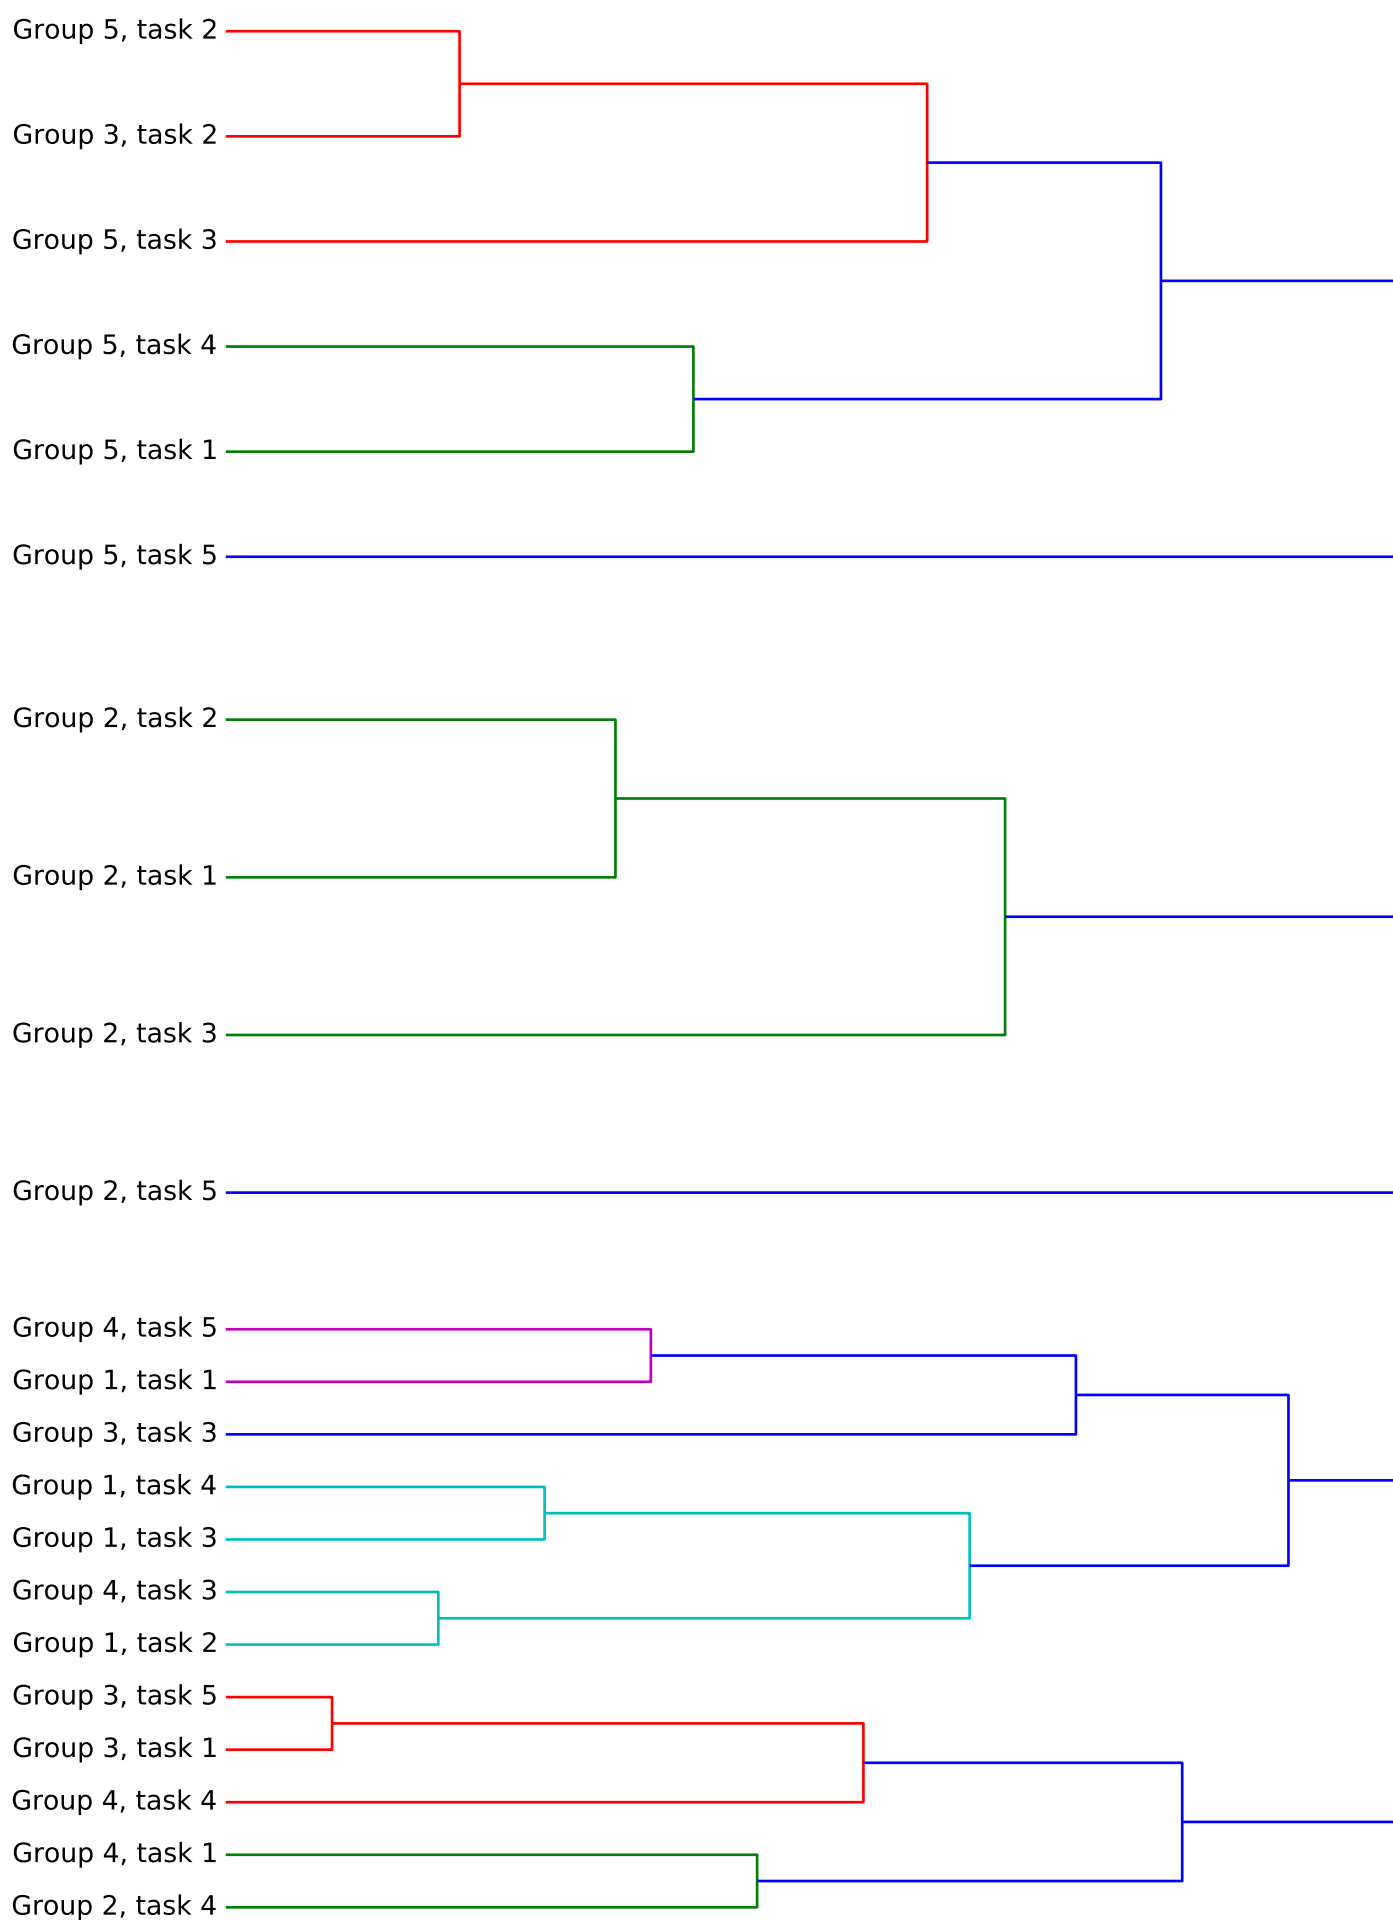 Group 5, task 2
Group 3, task 2
Group 5, task 3
Group 5, task 4
Group 5, task 1
Group 5, task 5
Group 2, task 2
Group 2, task 1
Group 2, task 3
Group 2, task 5
Group 4, task 5
Group 1, task 1
Group 3, task 3
Group 1, task 4
Group 1, task 3
Group 4, task 3
Group 1, task 2
Group 3, task 5
Group 3, task 1
Group 4, task 4
Group 4, task 1
Group 2, task 4